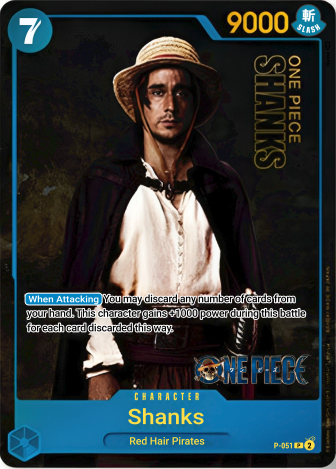 7
9000
斬
SLASH
ONE PIECE
SHANKS
When Attacking You may discard any number of cards from
your hand. This character gains +1000 power during this battle
for each card discarded this way.
ONE PIECE
CHARACTER
Shanks
Red Hair Pirates
P-051 P 2